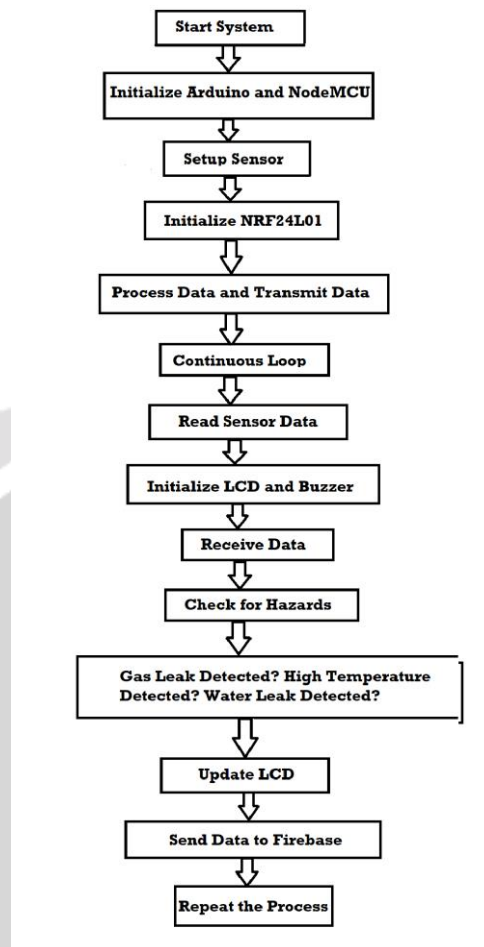 Start System
Initialize Arduino and NodeMCU
Setup Sensor
Initialize NRF24L01
Process Data and Transmit Data
Continuous Loop
Read Sensor Data
Initialize LCD and Buzzer
Receive Data
Check for Hazards
Gas Leak Detected? High Temperature
Detected? Water Leak Detected?
Update LCD
Send Data to Firebase
Repeat the Process